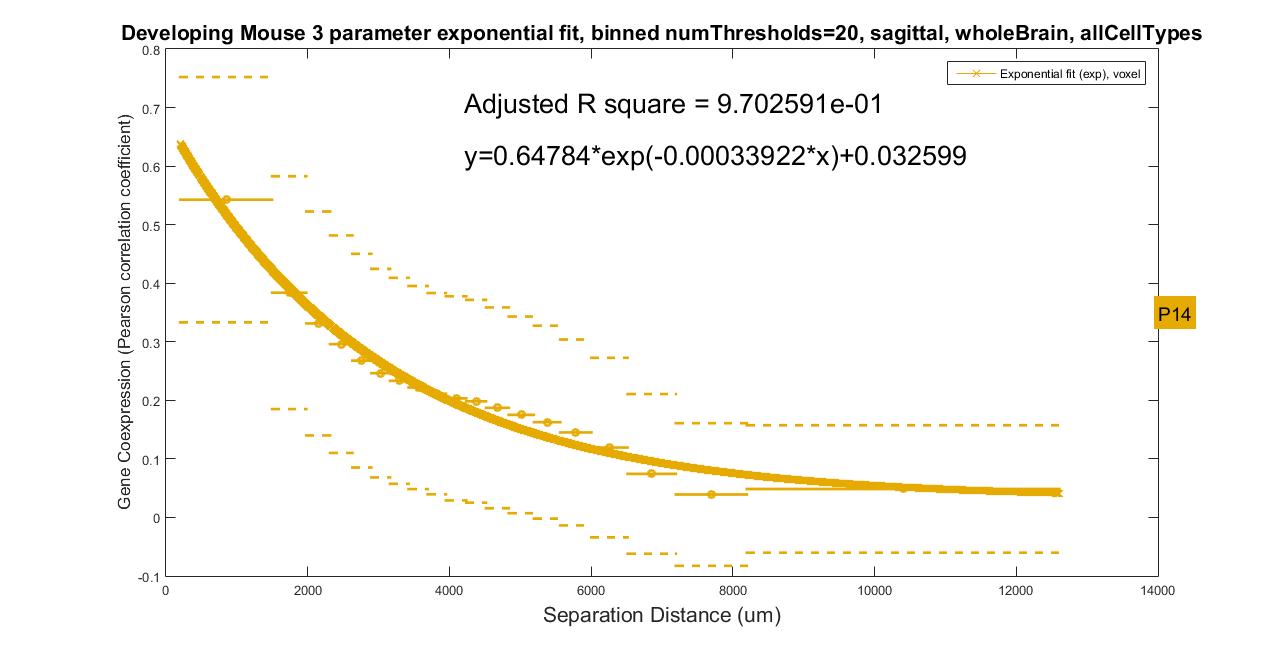 Developing Mouse 3 parameter exponential fit, binned numThresholds=20, sagittal, wholeBrain, allCellTypes
Exponential fit (exp), voxel
Adjusted R square = 9.702591e-01
y=0.64784*exp(-0.00033922*x)+0.032599
Gene Coexpression (Pearson correlation coefficient)
0.8
0.7
0.6
0.5
0.4
0.3
0.2
0.1
0
-0.1
P14
0 2000 4000 6000 8000 10000 12000 14000
Separation Distance (um)